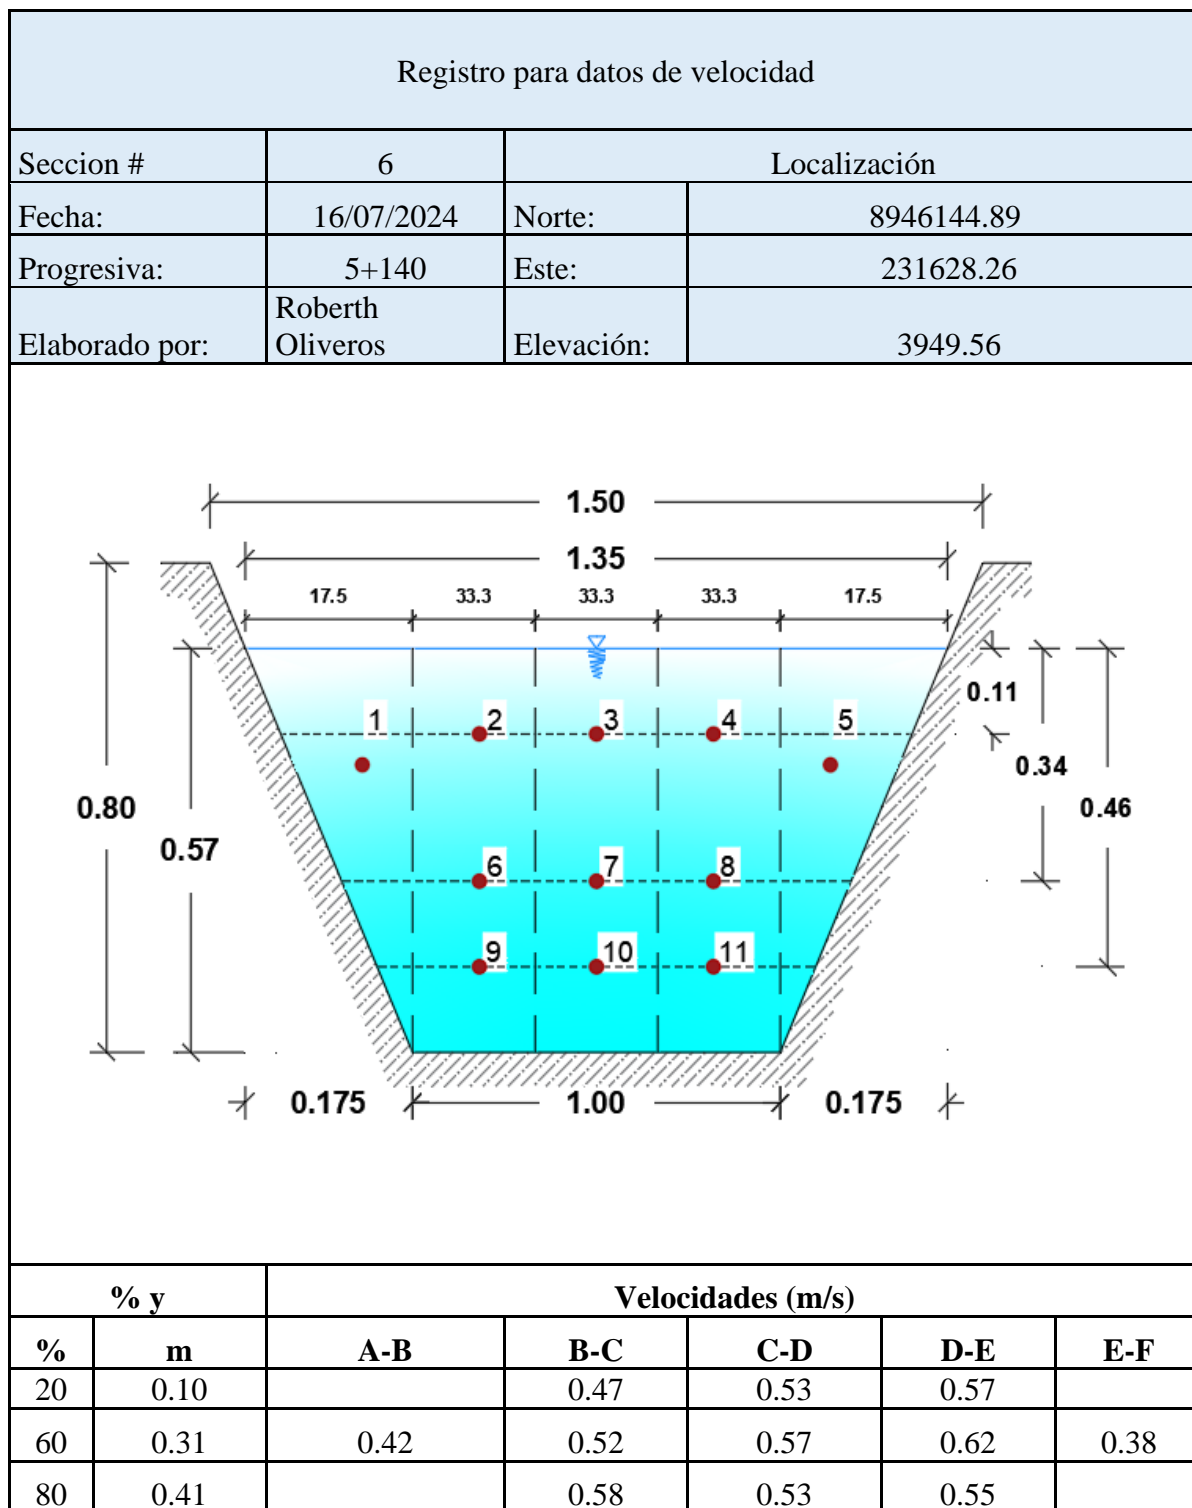 Registro para datos de velocidad
Seccion # 6 Localización
Fecha: 16/07/2024 Norte: 8946144.89
Progresiva: 5+140 Este: 231628.26
Elaborado por: Roberth Oliveros Elevación: 3949.56
1.50
1.35
17.5 33.3 33.3 33.3 17.5
0.11
1 2 3 4 5
0.34
0.80 0.46
0.57
6 7 8
9 10 11
0.175 1.00 0.175
% y Velocidades (m/s)
% m A-B B-C C-D D-E E-F
20 0.10 0.47 0.53 0.57
60 0.31 0.42 0.52 0.57 0.62 0.38
80 0.41 0.58 0.53 0.55